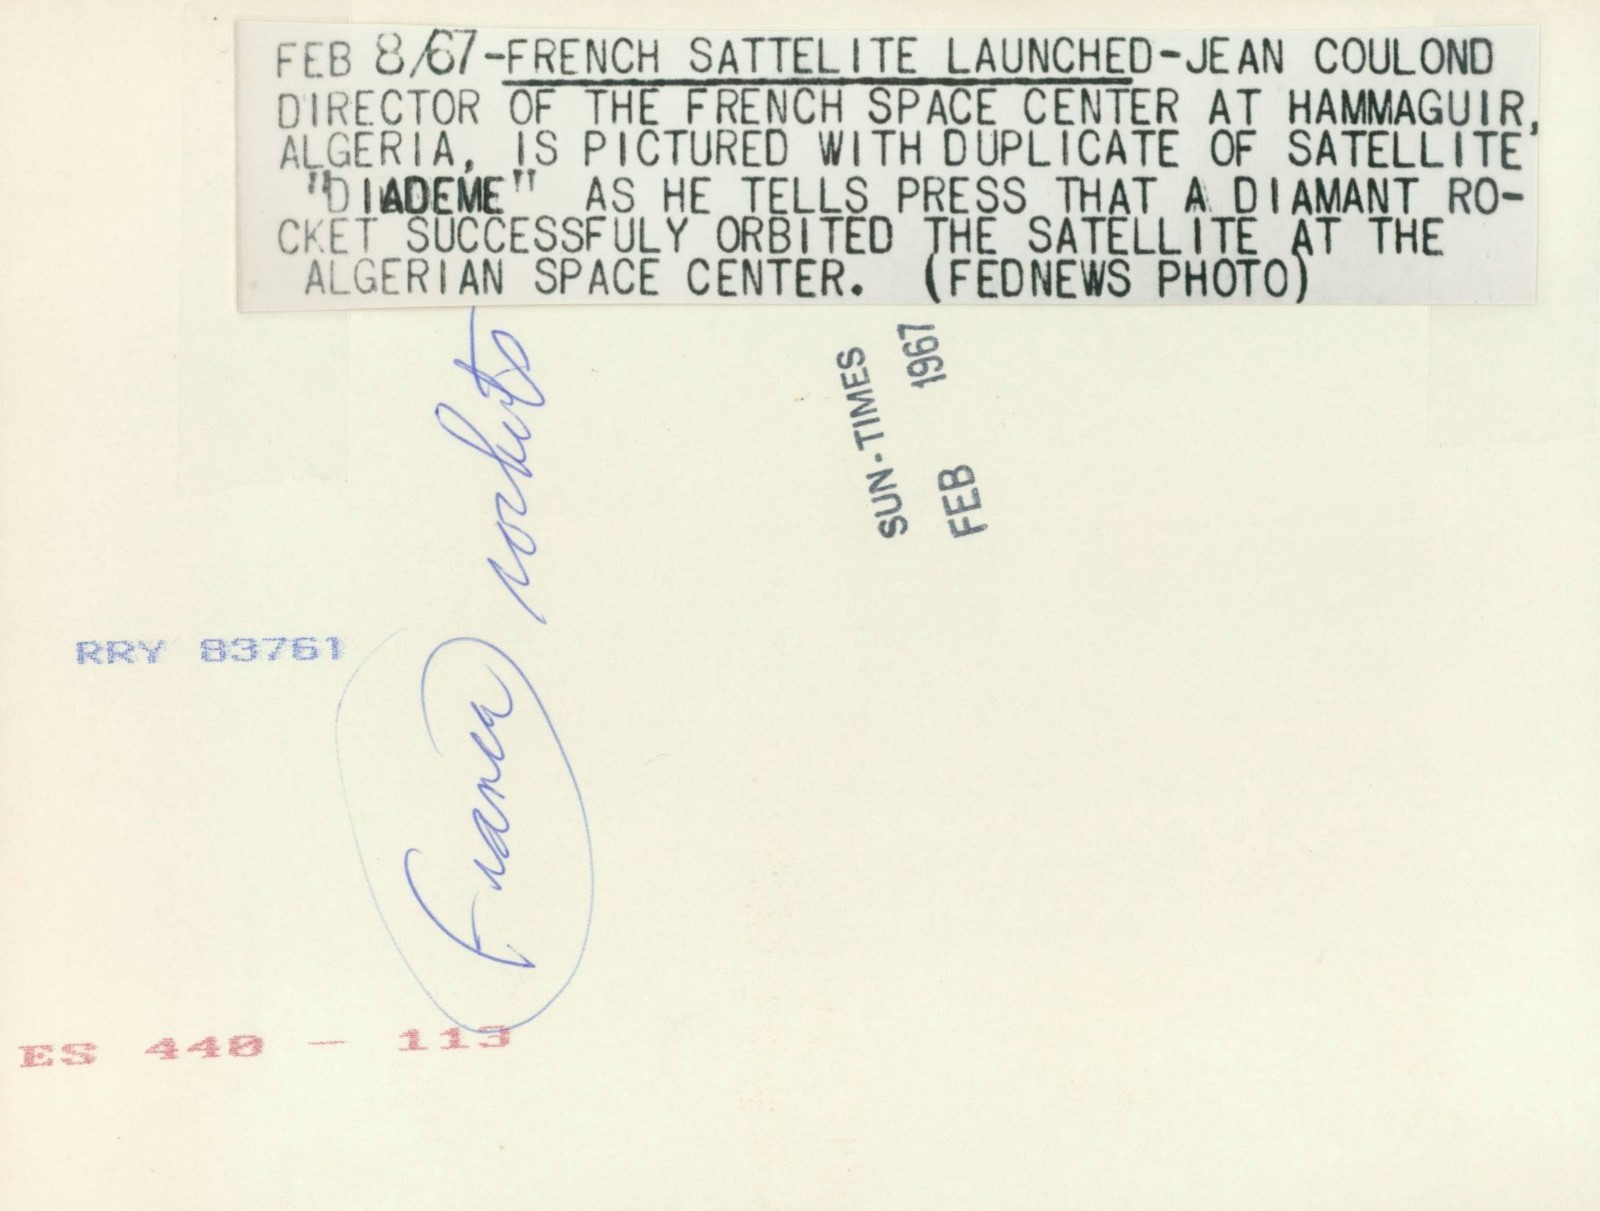 FEB 8/67-FRENCH SATTELITE LAUNCHED-JEAN COULOND
DIRECTOR OF THE FRENCH SPACE CENTER AT HAMMAGUIR,
ALGERIA, IS PICTURED WITH DUPLICATE OF SATELLITE
"DIADEME" AS HE TELLS PRESS THAT A DIAMANT RO-
CKET SUCCESSFULY ORBITED THE SATELLITE AT THE
ALGERIAN SPACE CENTER. (FEDNEWS PHOTO)
SUN-TIMES
FEB 1967
France rockets
RRY 83761
ES 440 - 113